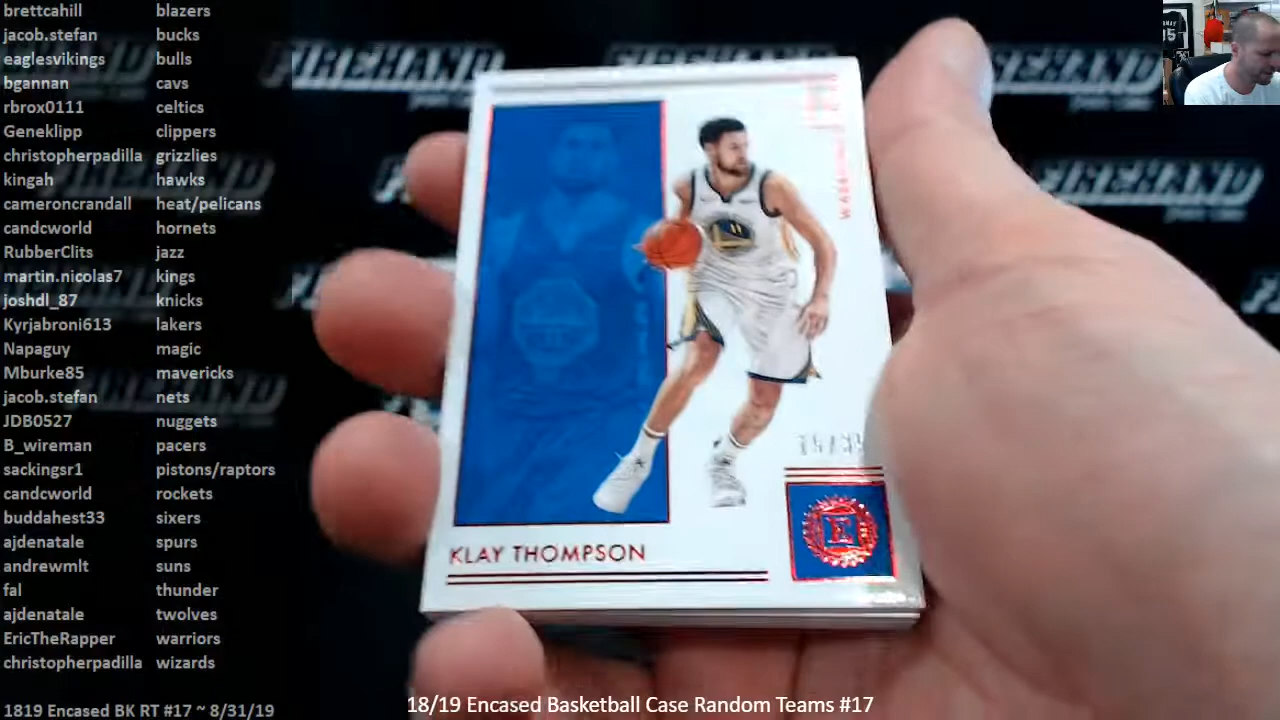 brettcahill blazers
jacob.stefan bucks
eaglesvikings bulls
bgannan cavs
rbrox0111 celtics
Geneklipp clippers
christopherpadilla grizzlies
kingah hawks
cameroncrandall heat/pelicans
candcworld hornets
RubberClits jazz
martin.nicolas7 kings
joshdl_87 knicks
Kyrjabroni613 lakers
Napaguy magic
Mburke85 mavericks
jacob.stefan nets
JDB0527 nuggets
B_wireman pacers
sackingsr1 pistons/raptors
candcworld rockets
buddahest33 sixers
ajdenatale spurs
andrewmlt suns
fal thunder
ajdenatale twolves
EricTheRapper warriors
christopherpadilla wizards
1819 Encased BK RT #17 ~ 8/31/19
FIREHAND
FIREHAND
FIREHAND
KLAY THOMPSON
E
18/19 Encased Basketball Case Random Teams #17